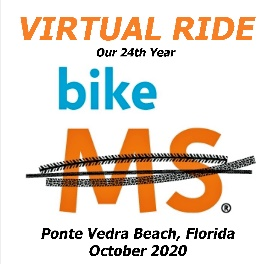 VIRTUAL RIDE
Our 24th Year
bike
MS®
Ponte Vedra Beach, Florida
October 2020